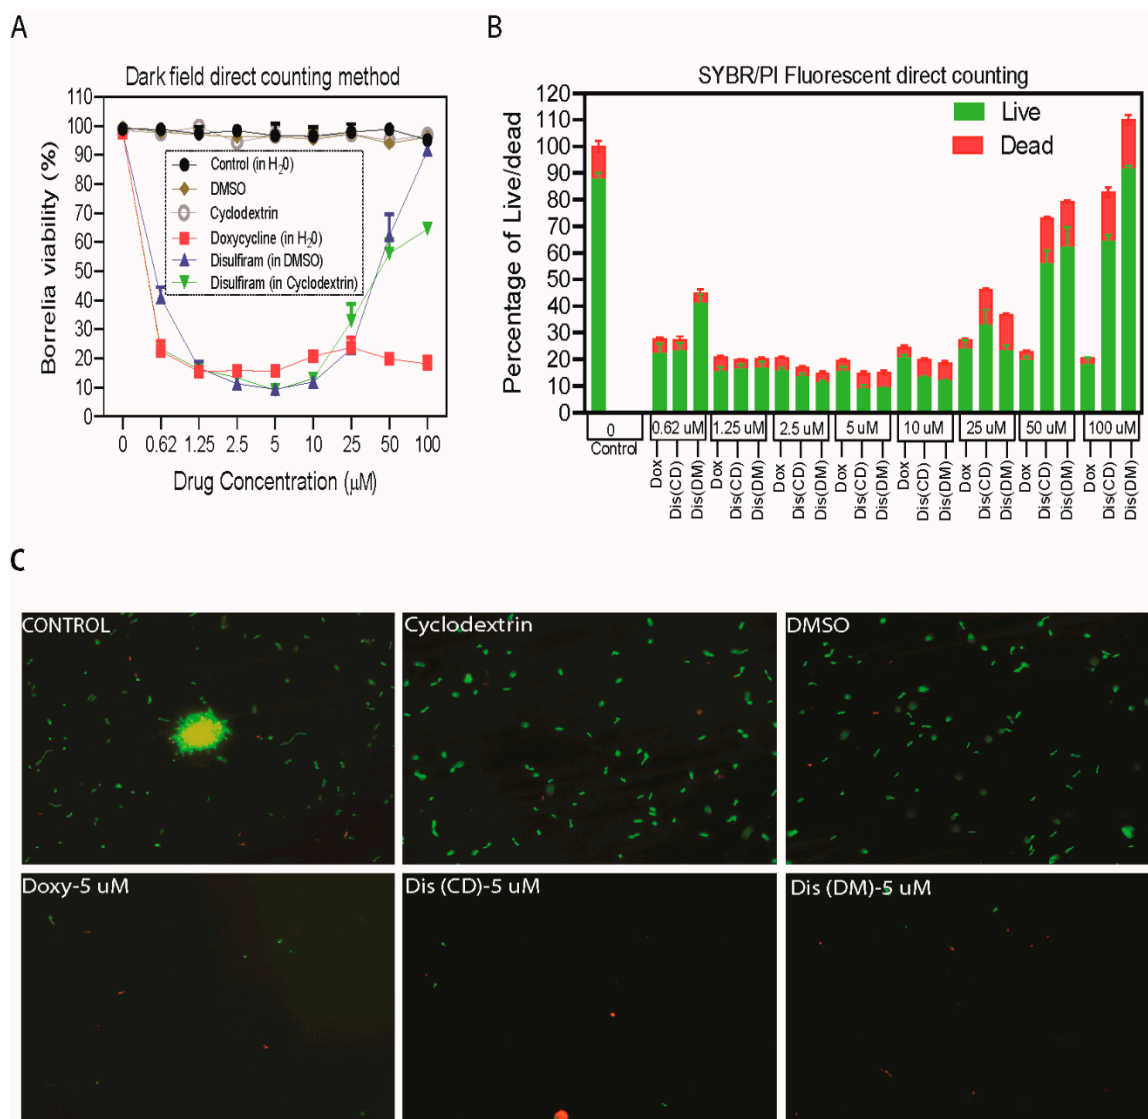 A
B
Dark field direct counting method
Borrelia viability (%)
110
100
90
80
70
60
50
40
30
20
10
0
Control (in H₂0)
DMSO
Cyclodextrin
Doxycycline (in H₂0)
Disulfiram (in DMSO)
Disulfiram (in Cyclodextrin)
0 0.62 1.25 2.5 5 10 25 50 100
Drug Concentration (µM)
SYBR/PI Fluorescent direct counting
Percentage of Live/dead
120
110
100
90
80
70
60
50
40
30
20
10
0
Live
Dead
0 0.62 uM 1.25 uM 2.5 uM 5 uM 10 uM 25 uM 50 uM 100 uM
Control
Dox Dis(CD) Dis(DM) Dox Dis(CD) Dis(DM) Dox Dis(CD) Dis(DM) Dox Dis(CD) Dis(DM) Dox Dis(CD) Dis(DM) Dox Dis(CD) Dis(DM) Dox Dis(CD) Dis(DM) Dox Dis(CD) Dis(DM)
C
CONTROL
Cyclodextrin
DMSO
Doxy-5 uM
Dis (CD)-5 uM
Dis (DM)-5 uM